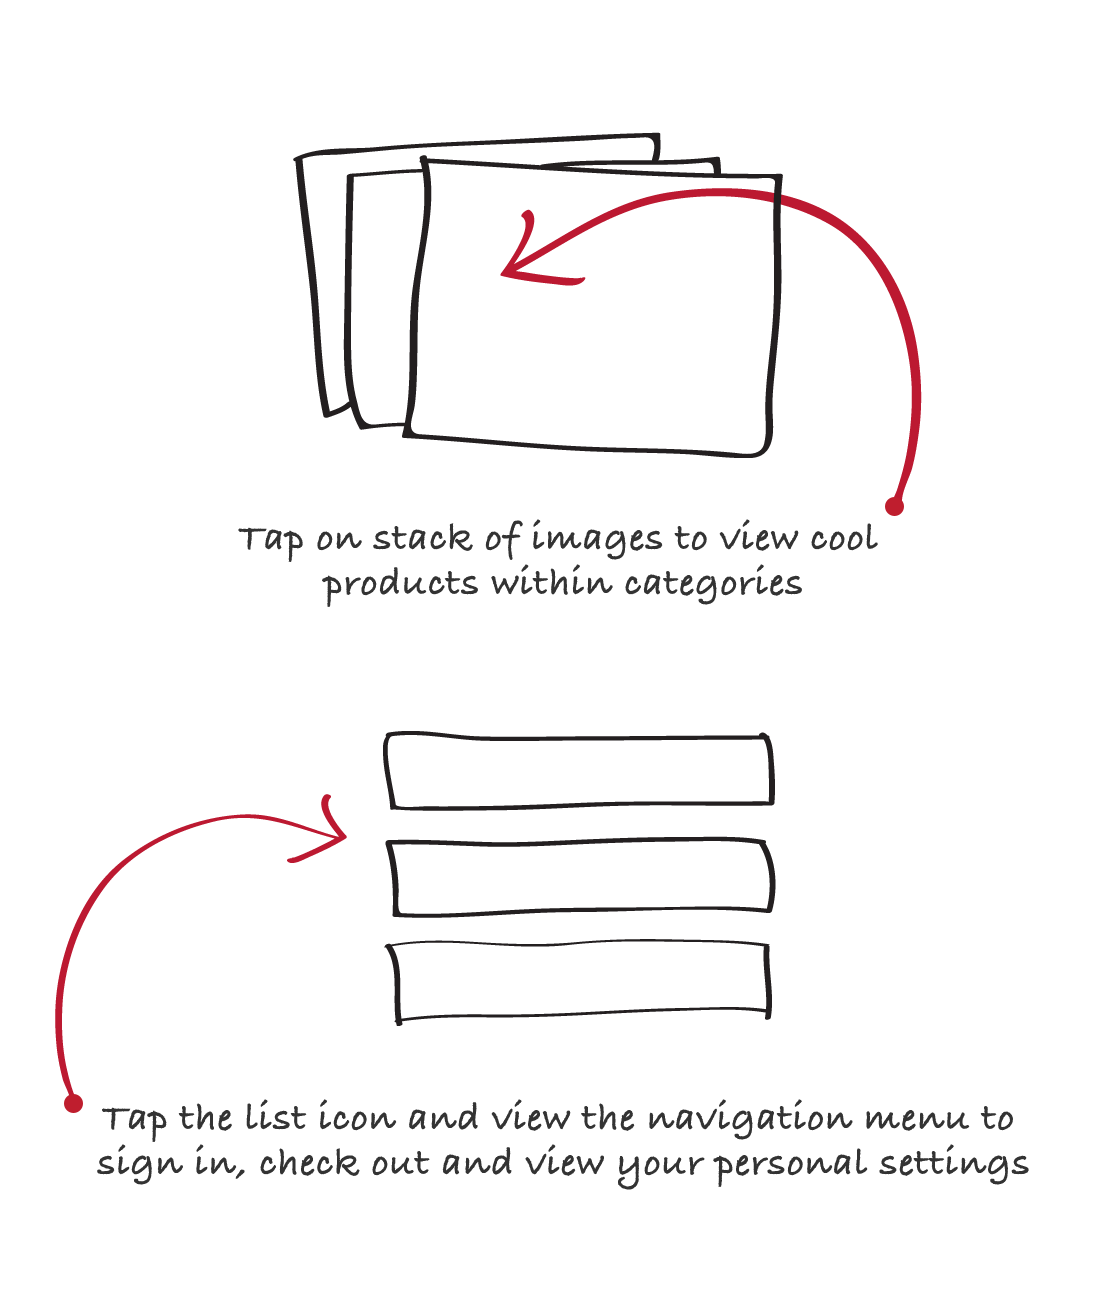 Tap on stack of images to view cool
products within categories
Tap the list icon and view the navigation menu to
sign in, check out and view your personal settings